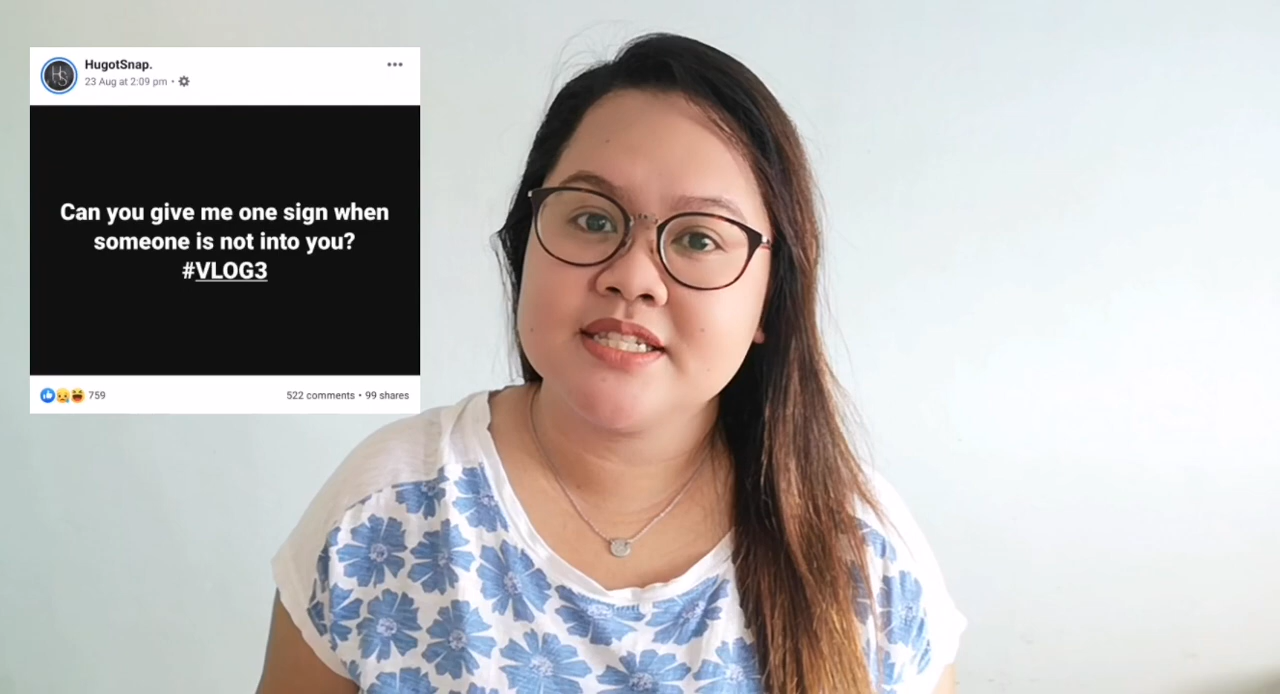 HugotSnap.
23 Aug at 2:09 pm ·
Can you give me one sign when
someone is not into you?
#VLOG3
759
522 comments • 99 shares